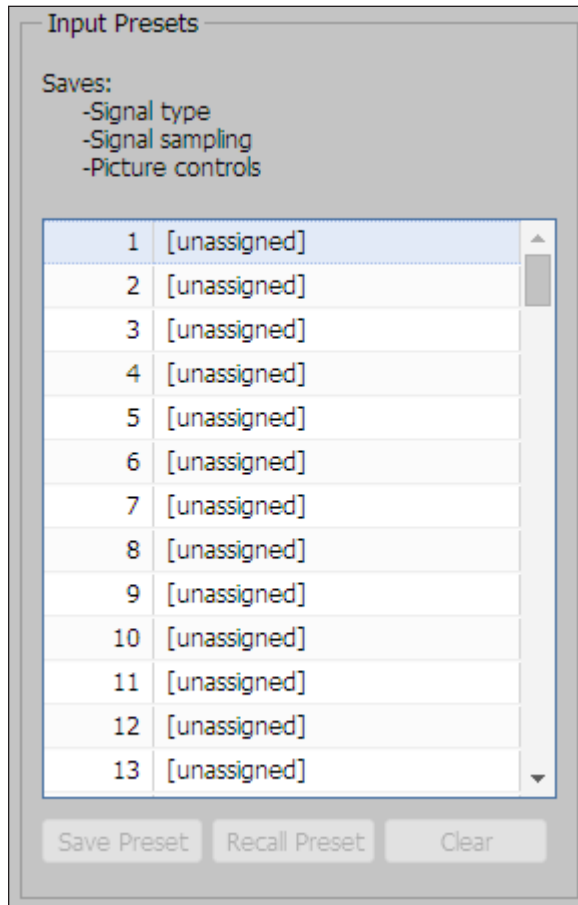 Input Presets
Saves:
-Signal type
-Signal sampling
-Picture controls
1 [unassigned]
2 [unassigned]
3 [unassigned]
4 [unassigned]
5 [unassigned]
6 [unassigned]
7 [unassigned]
8 [unassigned]
9 [unassigned]
10 [unassigned]
11 [unassigned]
12 [unassigned]
13 [unassigned]
Save Preset Recall Preset Clear